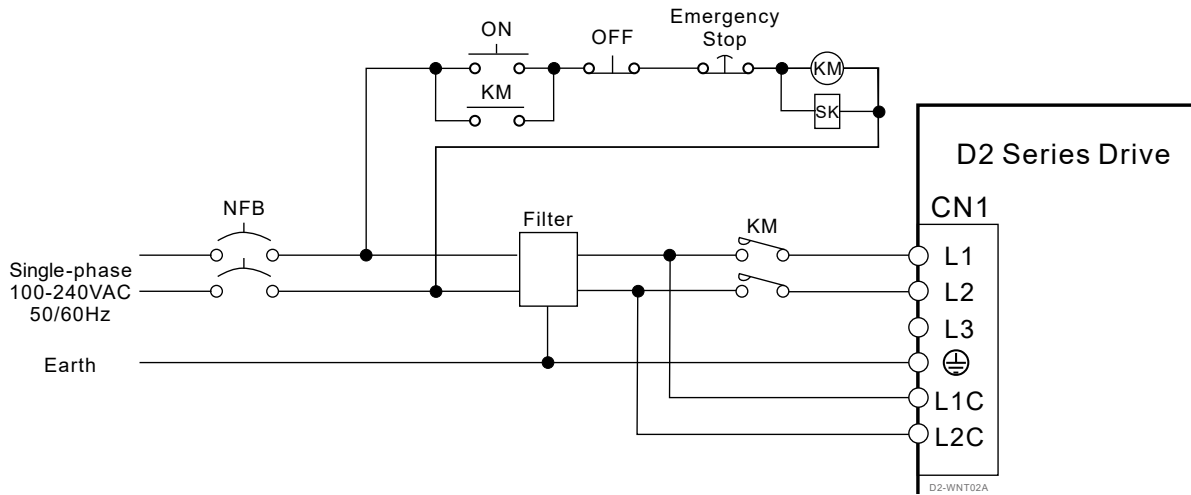 Emergency
Stop
ON
OFF
KM
KM
SK
D2 Series Drive
CN1
NFB
Filter
KM
Single-phase
100-240VAC
50/60Hz
Earth
L1
L2
L3
L1C
L2C
D2-WNT02A